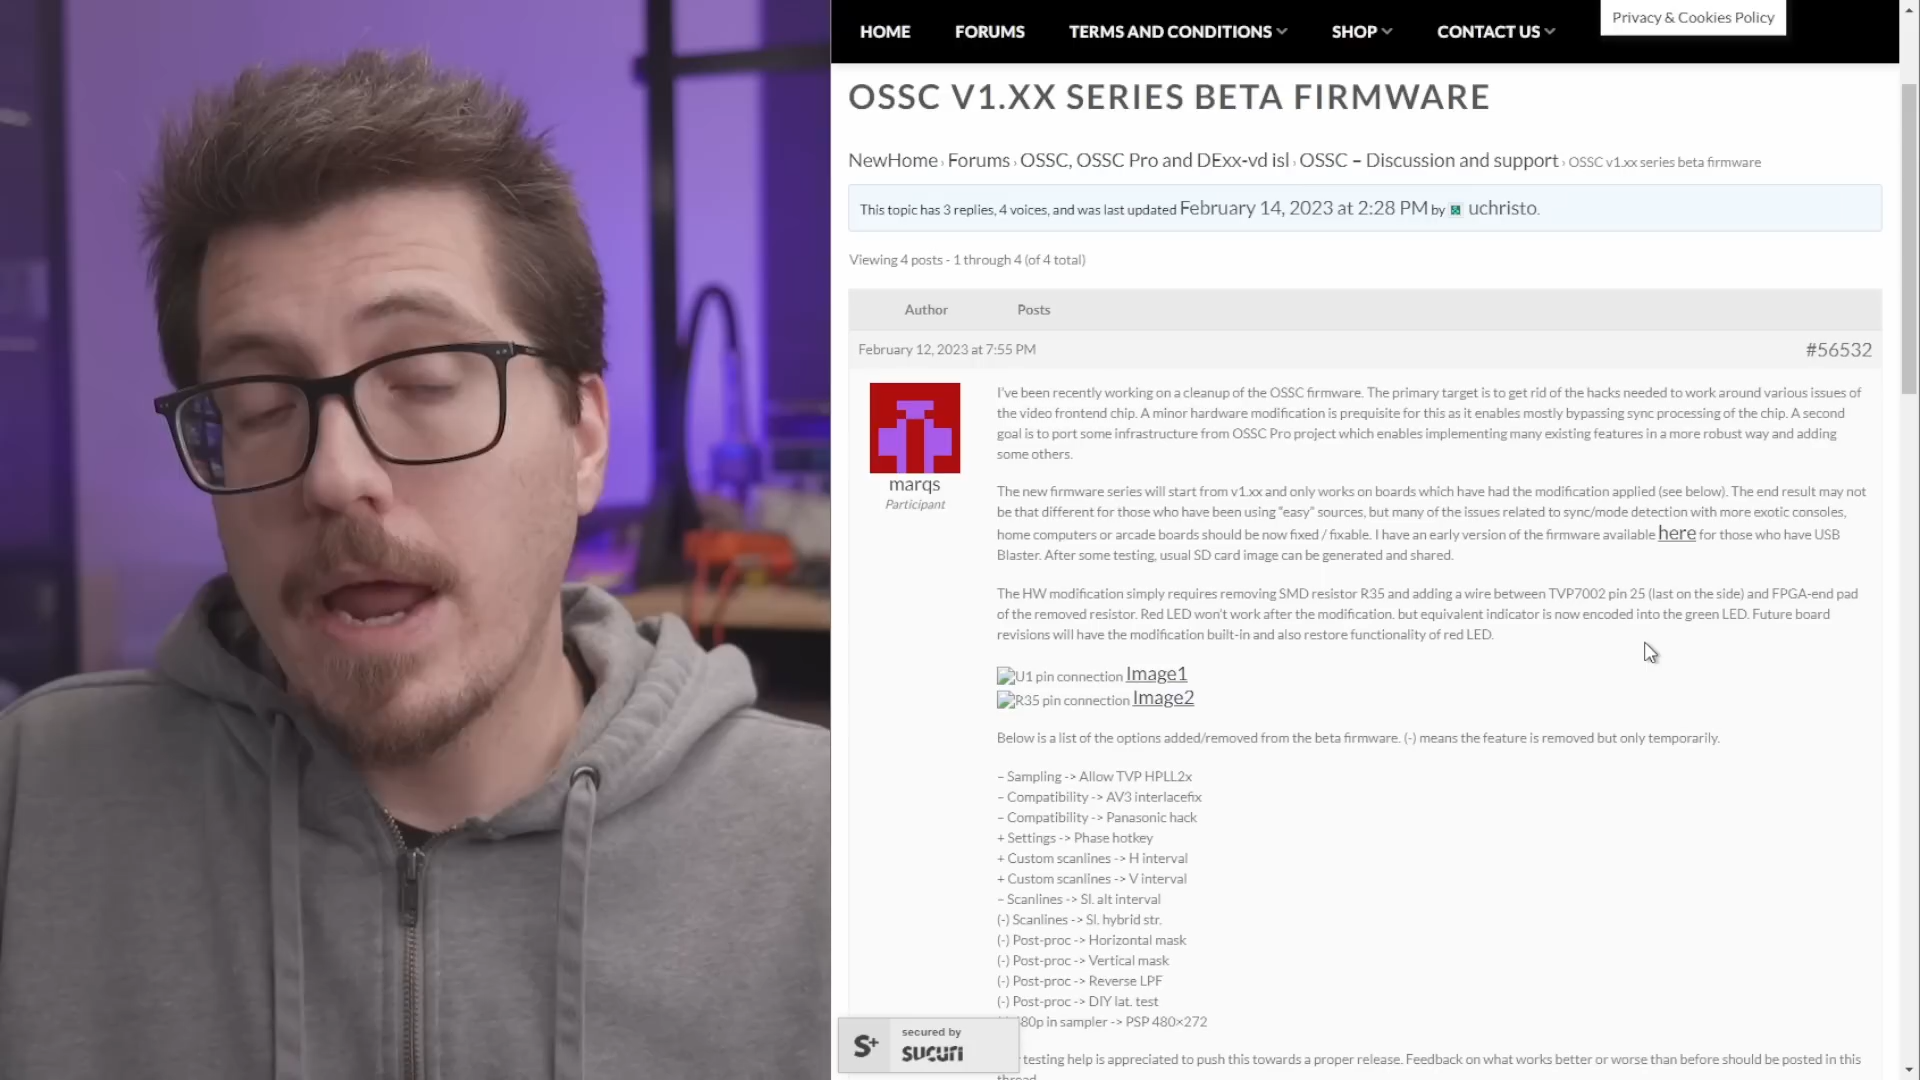 HOME FORUMS TERMS AND CONDITIONS SHOP CONTACT US
Privacy & Cookies Policy
OSSC V1.XX SERIES BETA FIRMWARE
NewHome › Forums › OSSC, OSSC Pro and DExx-vd isl › OSSC – Discussion and support › OSSC v1.xx series beta firmware
This topic has 3 replies, 4 voices, and was last updated February 14, 2023 at 2:28 PM by uchristo.
Viewing 4 posts - 1 through 4 (of 4 total)
Author Posts
February 12, 2023 at 7:55 PM #56532
marqs
Participant
I've been recently working on a cleanup of the OSSC firmware. The primary target is to get rid of the hacks needed to work around various issues of
the video frontend chip. A minor hardware modification is prequisite for this as it enables mostly bypassing sync processing of the chip. A second
goal is to port some infrastructure from OSSC Pro project which enables implementing many existing features in a more robust way and adding
some others.
The new firmware series will start from v1.xx and only works on boards which have had the modification applied (see below). The end result may not
be that different for those who have been using “easy” sources, but many of the issues related to sync/mode detection with more exotic consoles,
home computers or arcade boards should be now fixed / fixable. I have an early version of the firmware available here for those who have USB
Blaster. After some testing, usual SD card image can be generated and shared.
The HW modification simply requires removing SMD resistor R35 and adding a wire between TVP7002 pin 25 (last on the side) and FPGA-end pad
of the removed resistor. Red LED won't work after the modification. but equivalent indicator is now encoded into the green LED. Future board
revisions will have the modification built-in and also restore functionality of red LED.
U1 pin connection Image1
R35 pin connection Image2
Below is a list of the options added/removed from the beta firmware. (-) means the feature is removed but only temporarily.
– Sampling -> Allow TVP HPLL2x
– Compatibility -> AV3 interlacefix
– Compatibility -> Panasonic hack
+ Settings -> Phase hotkey
+ Custom scanlines -> H interval
+ Custom scanlines -> V interval
– Scanlines -> Sl. alt interval
(-) Scanlines -> Sl. hybrid str.
(-) Post-proc -> Horizontal mask
(-) Post-proc -> Vertical mask
(-) Post-proc -> Reverse LPF
(-) Post-proc -> DIY lat. test
80p in sampler -> PSP 480×272
testing help is appreciated to push this towards a proper release. Feedback on what works better or worse than before should be posted in this
S+ secured by
sucuri